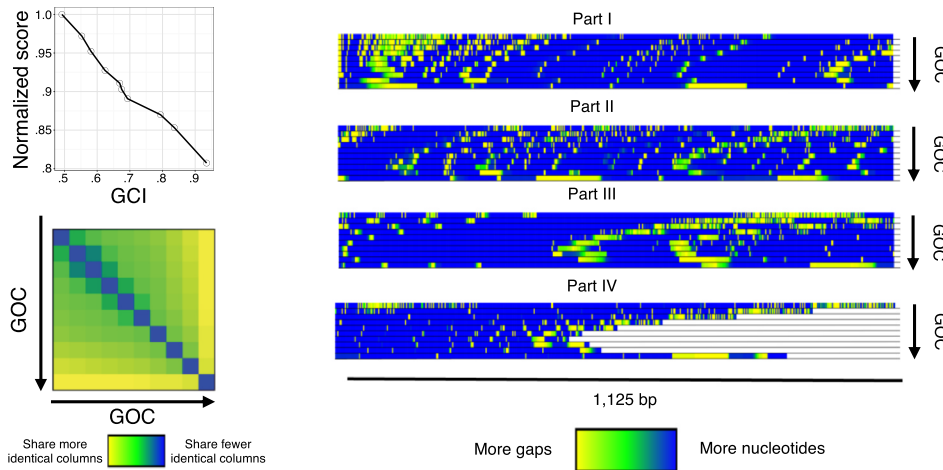 Normalized score
1.0
.95
.9
.85
.8
.5
.6
.7
.8
.9
GCI
GOC
GOC
Share more
identical columns
Share fewer
identical columns
Part I
GOC
Part II
GOC
Part III
GOC
Part IV
GOC
1,125 bp
More gaps
More nucleotides